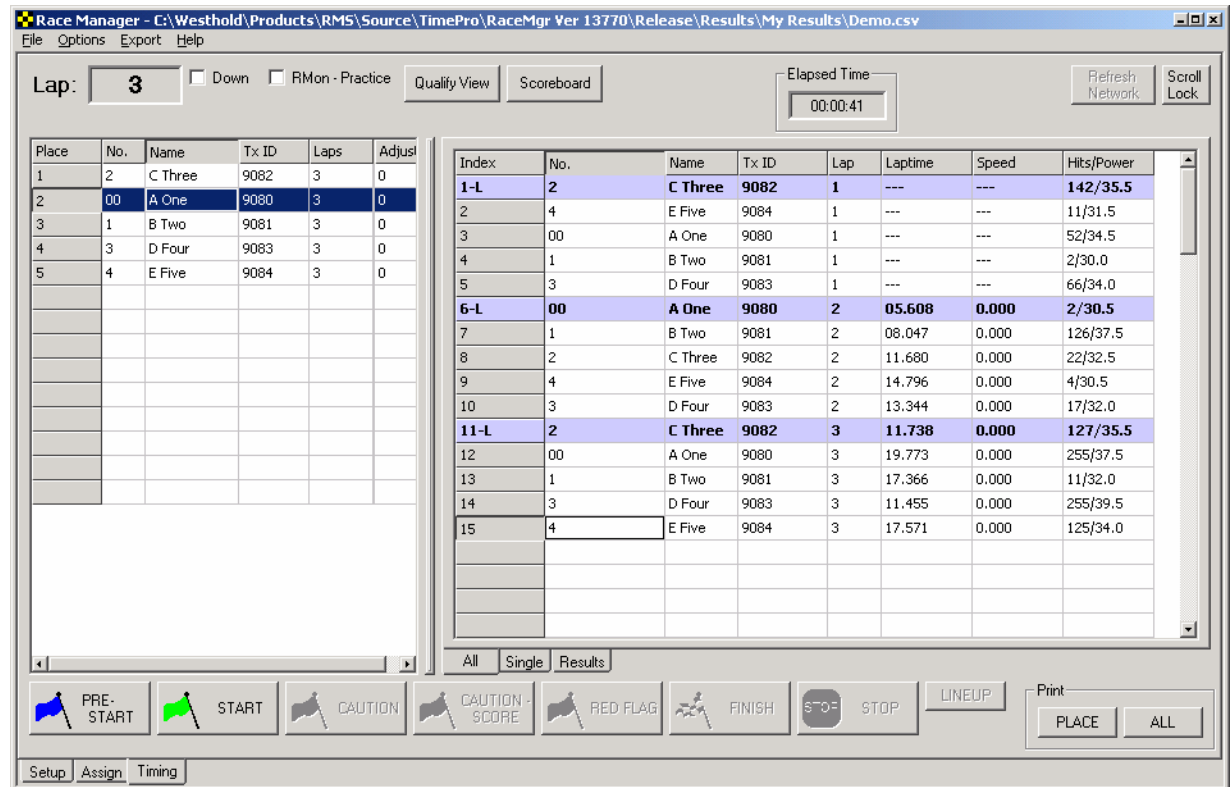 Race Manager - C:\Westhold\Products\RMS\Source\TimePro\RaceMgr Ver 13770\Release\Results\My Results\Demo.csv
File Options Export Help
Lap: 3 Down RMon - Practice Qualify View Scoreboard Elapsed Time 00:00:41 Refresh Network Scroll Lock
Place No. Name Tx ID Laps Adjust
1 2 C Three 9082 3 0
2 00 A One 9080 3 0
3 1 B Two 9081 3 0
4 3 D Four 9083 3 0
5 4 E Five 9084 3 0
Index No. Name Tx ID Lap Laptime Speed Hits/Power
1-L 2 C Three 9082 1 --- --- 142/35.5
2 4 E Five 9084 1 --- --- 11/31.5
3 00 A One 9080 1 --- --- 52/34.5
4 1 B Two 9081 1 --- --- 2/30.0
5 3 D Four 9083 1 --- --- 66/34.0
6-L 00 A One 9080 2 05.608 0.000 2/30.5
7 1 B Two 9081 2 08.047 0.000 126/37.5
8 2 C Three 9082 2 11.680 0.000 22/32.5
9 4 E Five 9084 2 14.796 0.000 4/30.5
10 3 D Four 9083 2 13.344 0.000 17/32.0
11-L 2 C Three 9082 3 11.738 0.000 127/35.5
12 00 A One 9080 3 19.773 0.000 255/37.5
13 1 B Two 9081 3 17.366 0.000 11/32.0
14 3 D Four 9083 3 11.455 0.000 255/39.5
15 4 E Five 9084 3 17.571 0.000 125/34.0
All Single Results
PRE-START START CAUTION CAUTION - SCORE RED FLAG FINISH STOP STOP LINEUP Print PLACE ALL
Setup Assign Timing